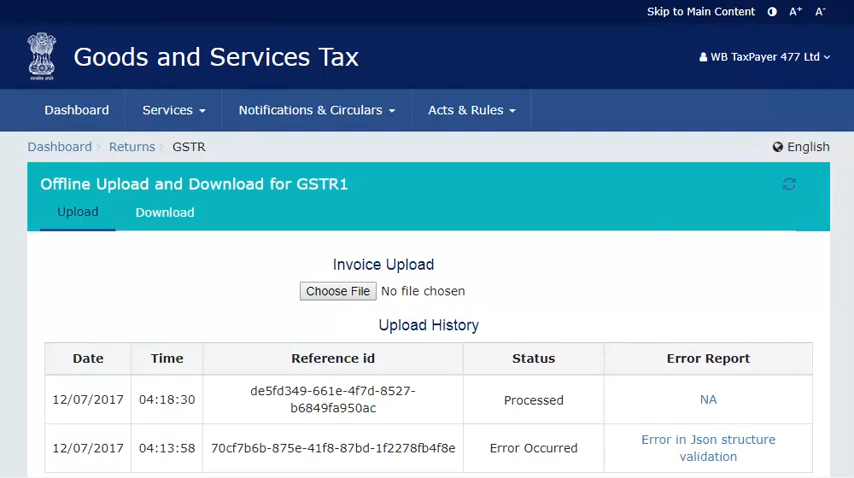 Skip to Main Content A+ A-
Goods and Services Tax
WB TaxPayer 477 Ltd
Dashboard Services Notifications & Circulars Acts & Rules
Dashboard Returns GSTR English
Offline Upload and Download for GSTR1
Upload Download
Invoice Upload
Choose File No file chosen
Upload History
Date Time Reference id Status Error Report
12/07/2017 04:18:30 de5fd349-661e-4f7d-8527-
b6849fa950ac Processed NA
12/07/2017 04:13:58 70cf7b6b-875e-41f8-87bd-1f2278fb4f8e Error Occurred Error in Json structure
validation